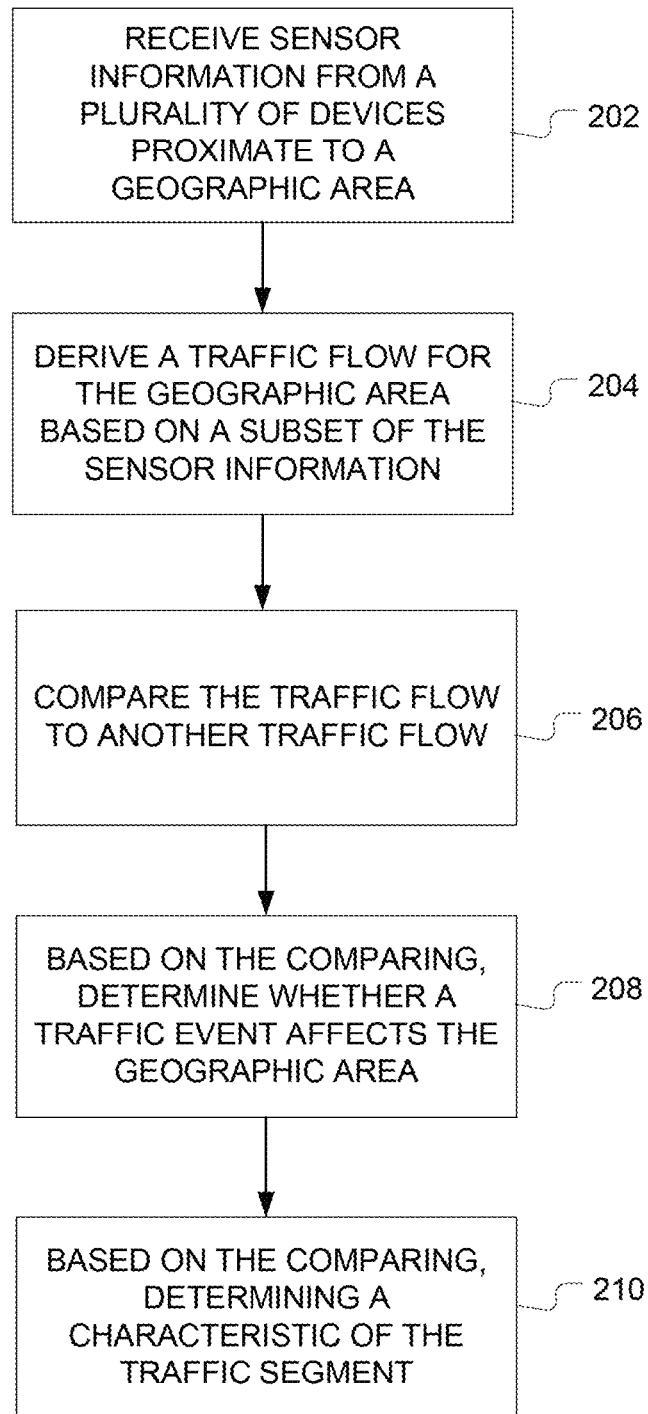 RECEIVE SENSOR
INFORMATION FROM A
PLURALITY OF DEVICES
PROXIMATE TO A
GEOGRAPHIC AREA
202
DERIVE A TRAFFIC FLOW FOR
THE GEOGRAPHIC AREA
BASED ON A SUBSET OF THE
SENSOR INFORMATION
204
COMPARE THE TRAFFIC FLOW
TO ANOTHER TRAFFIC FLOW
206
BASED ON THE COMPARING,
DETERMINE WHETHER A
TRAFFIC EVENT AFFECTS THE
GEOGRAPHIC AREA
208
BASED ON THE COMPARING,
DETERMINING A
CHARACTERISTIC OF THE
TRAFFIC SEGMENT
210